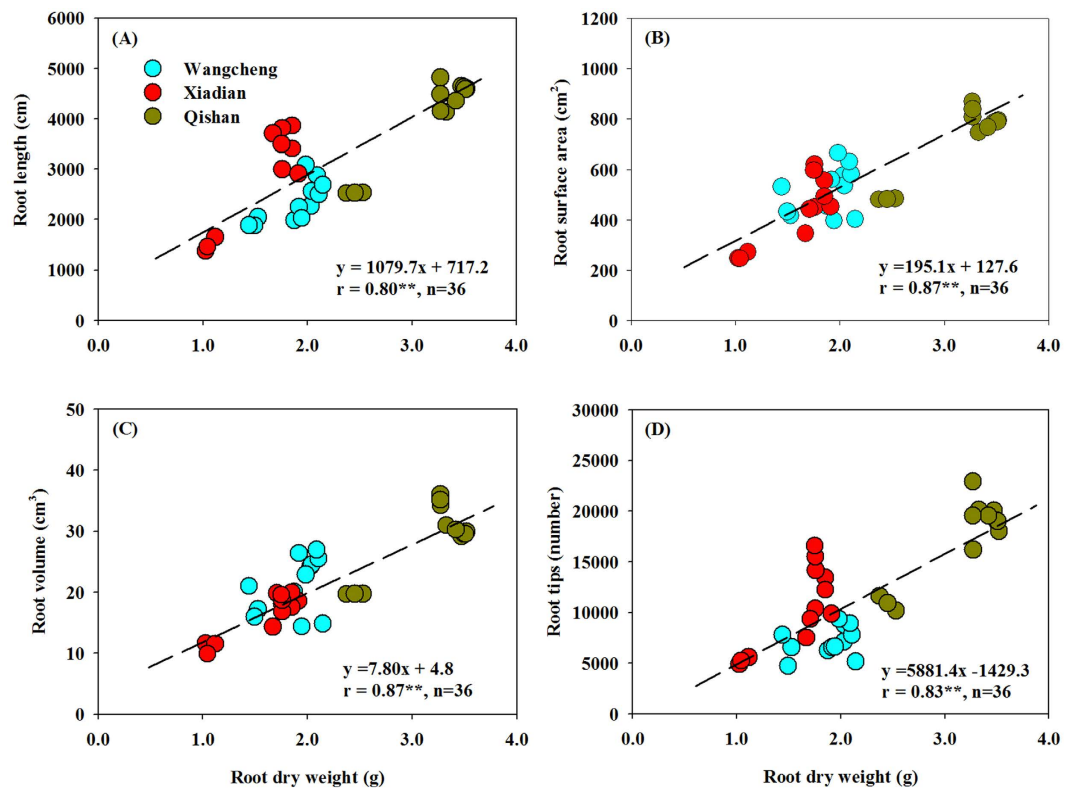 (A)
Wangcheng
Xiadian
Qishan
Root length (cm)
6000
5000
4000
3000
2000
1000
0
y = 1079.7x + 717.2
r = 0.80**, n=36
0.0 1.0 2.0 3.0 4.0
(B)
Root surface area (cm²)
1200
1000
800
600
400
200
0
y =195.1x + 127.6
r = 0.87**, n=36
0.0 1.0 2.0 3.0 4.0
(C)
Root volume (cm³)
50
40
30
20
10
0
y =7.80x + 4.8
r = 0.87**, n=36
0.0 1.0 2.0 3.0 4.0
Root dry weight (g)
(D)
Root tips (number)
30000
25000
20000
15000
10000
5000
0
y =5881.4x -1429.3
r = 0.83**, n=36
0.0 1.0 2.0 3.0 4.0
Root dry weight (g)